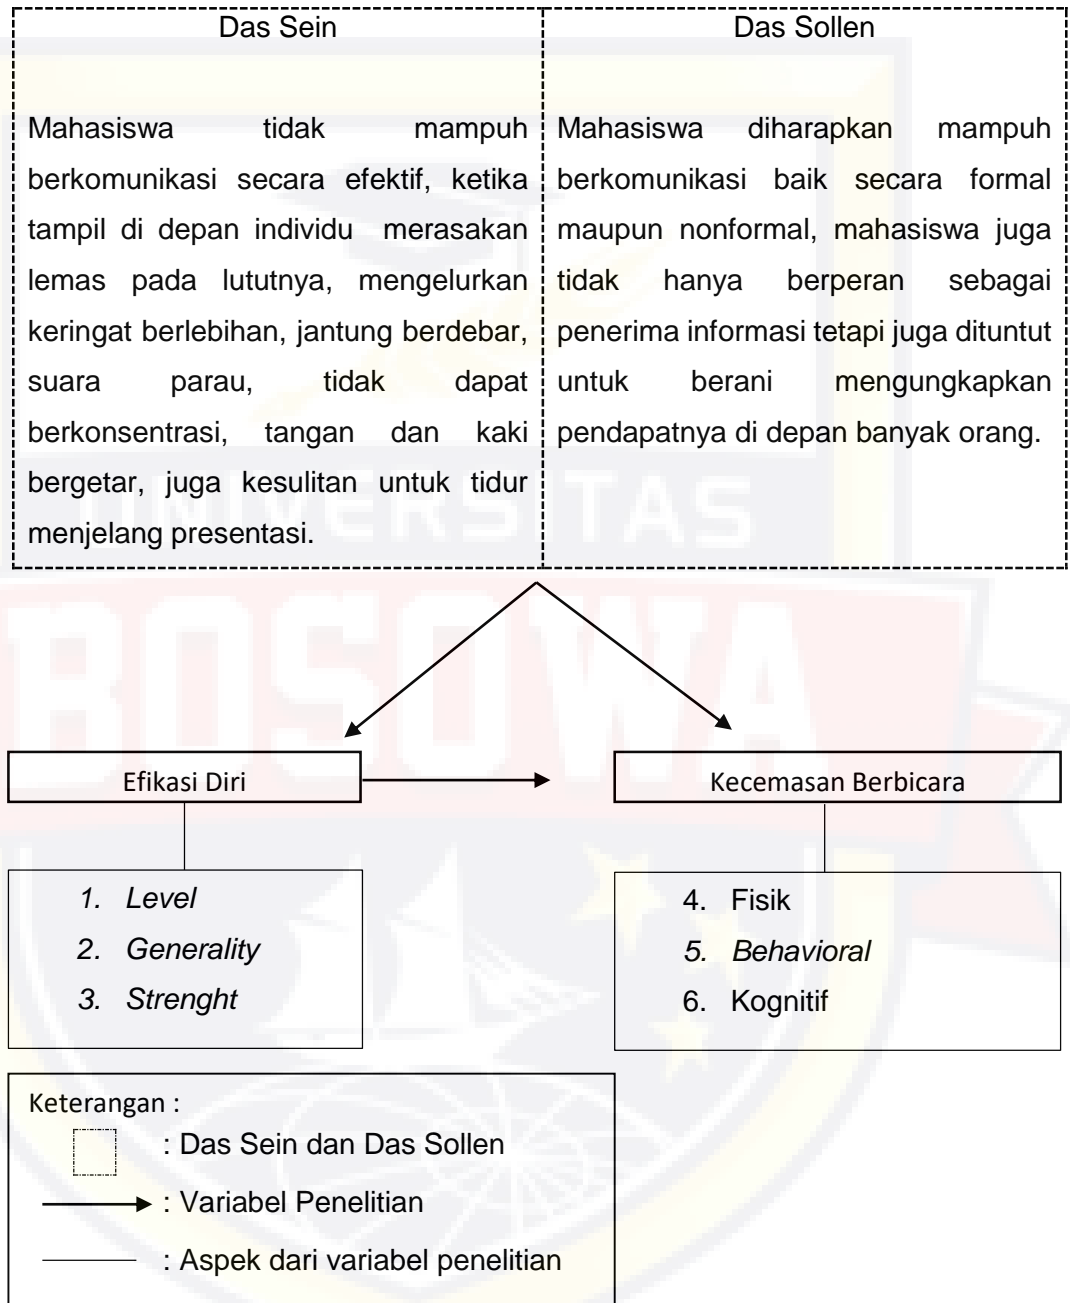 Das Sein
Mahasiswa tidak mampuh
berkomunikasi secara efektif, ketika
tampil di depan individu merasakan
lemas pada lututnya, mengelurkan
keringat berlebihan, jantung berdebar,
suara parau, tidak dapat
berkonsentrasi, tangan dan kaki
bergetar, juga kesulitan untuk tidur
menjelang presentasi.
Das Sollen
Mahasiswa diharapkan mampuh
berkomunikasi baik secara formal
maupun nonformal, mahasiswa juga
tidak hanya berperan sebagai
penerima informasi tetapi juga dituntut
untuk berani mengungkapkan
pendapatnya di depan banyak orang.
UNIVERSITAS
BOSOWA
Efikasi Diri
1. Level
2. Generality
3. Strenght
Kecemasan Berbicara
4. Fisik
5. Behavioral
6. Kognitif
Keterangan :
: Das Sein dan Das Sollen
: Variabel Penelitian
: Aspek dari variabel penelitian